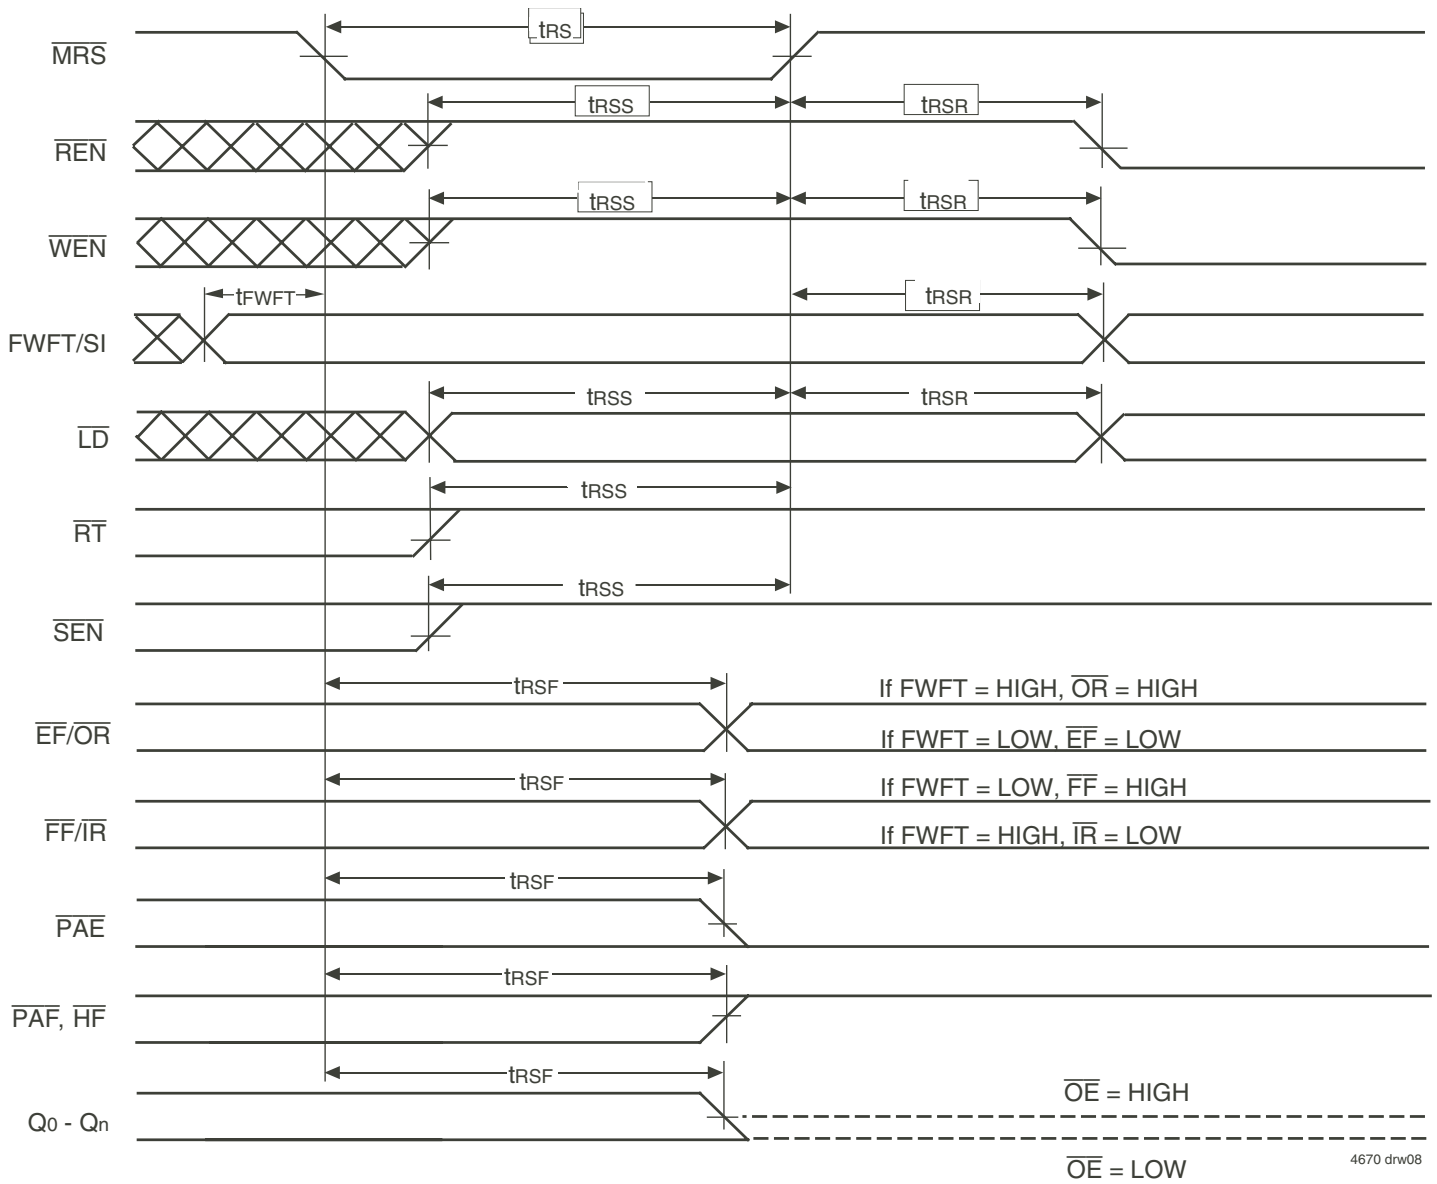 MRS tRS
tRSS tRSR
REN
tRSS tRSR
WEN
tFWFT tRSR
FWFT/SI
tRSS tRSR
LD
tRSS
RT
tRSS
SEN
tRSF If FWFT = HIGH, OR = HIGH
EF/OR If FWFT = LOW, EF = LOW
tRSF If FWFT = LOW, FF = HIGH
FF/IR If FWFT = HIGH, IR = LOW
tRSF
PAE
tRSF
PAF, HF
tRSF OE = HIGH
Q0 - Qn
OE = LOW
4670 drw08